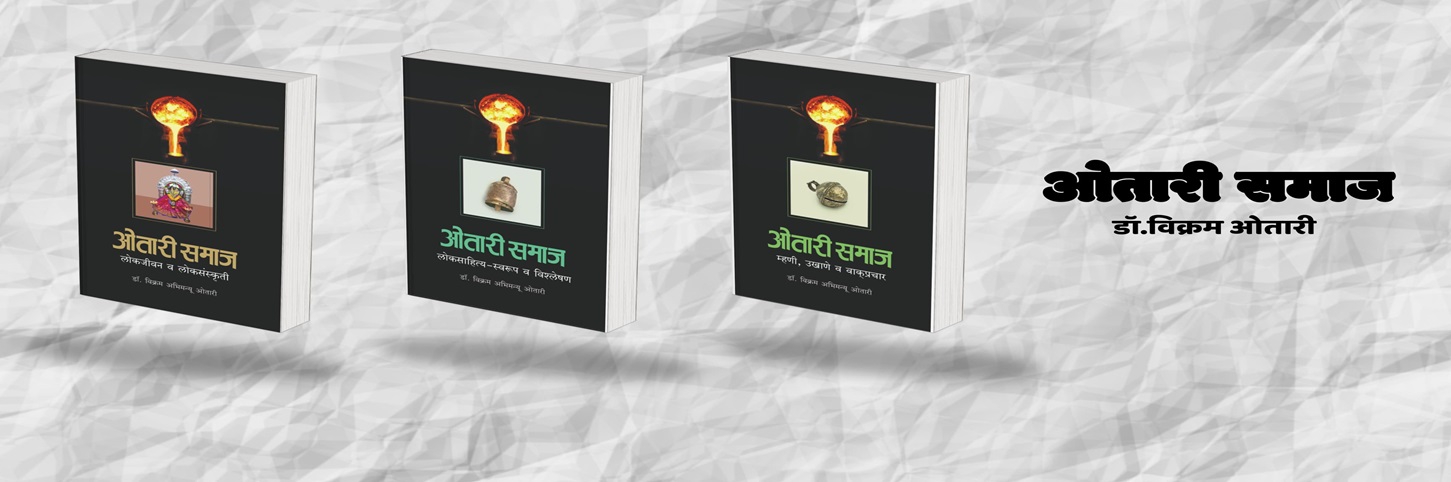 ओतारी समाज
लोकजीवन व लोकसंस्कृती
डॉ. विक्रम अभिमन्यू ओतारी
ओतारी समाज
लोकसाहित्य-स्वरूप व विश्लेषण
डॉ. विक्रम अभिमन्यू ओतारी
ओतारी समाज
म्हणी, उखाणे व वाक्प्रचार
डॉ. विक्रम अभिमन्यू ओतारी
ओतारी समाज
डॉ.विक्रम ओतारी